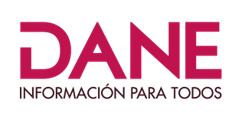 DANE
INFORMACIÓN PARA TODOS